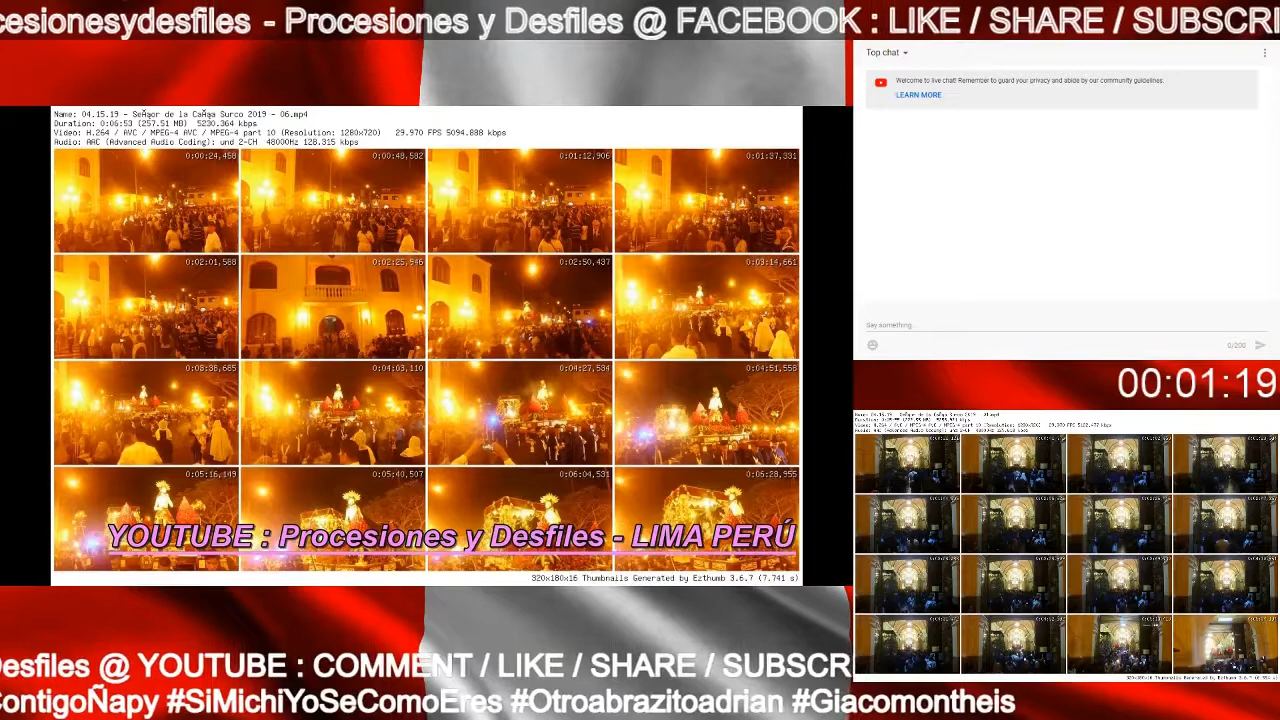 cesionesydesfiles - Procesiones y Desfiles @ FACEBOOK : LIKE / SHARE / SUBSCRI
Top chat
Welcome to live chat! Remember to guard your privacy and abide by our community guidelines.
LEARN MORE
Name: 04.15.19 - Seğor de la Cağa Surco 2019 - 06.mp4
Duration: 0:06:53 (257.51 MB) 5230.364 kbps
Video: H.264 / AVC / MPEG-4 AVC / MPEG-4 part 10 (Resolution: 1280x720) 29.970 FPS 5094.888 kbps
Audio: AAC (Advanced Audio Coding): und 2-CH 48000Hz 128.315 kbps
0:00:24,458 0:00:48,582 0:01:12,906 0:01:37,331
0:02:01,588 0:02:25,946 0:02:50,437 0:03:14,661
0:03:38,685 0:04:03,110 0:04:27,534 0:04:51,558
0:05:16,149 0:05:40,507 0:06:04,531 0:06:28,955
YOUTUBE : Procesiones y Desfiles - LIMA PERÚ
320x180x16 Thumbnails Generated by Ezthumb 3.6.7 (7.741 s)
Say something...
0/200
00:01:19
Desfiles @ YOUTUBE : COMMENT / LIKE / SHARE / SUBSCR
ContigoÑapy #SiMichiYoSeComoEres #Otroabrazitoadrian #Giacomontheis